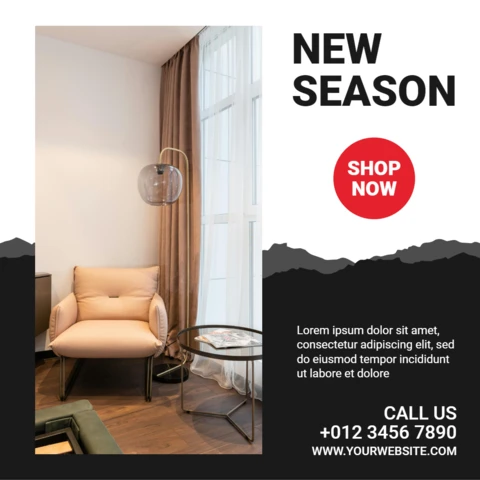 NEW
SEASON
SHOP
NOW
Lorem ipsum dolor sit amet,
consectetur adipiscing elit, sed
do eiusmod tempor incididunt
ut labore et dolore
CALL US
+012 3456 7890
WWW.YOURWEBSITE.COM